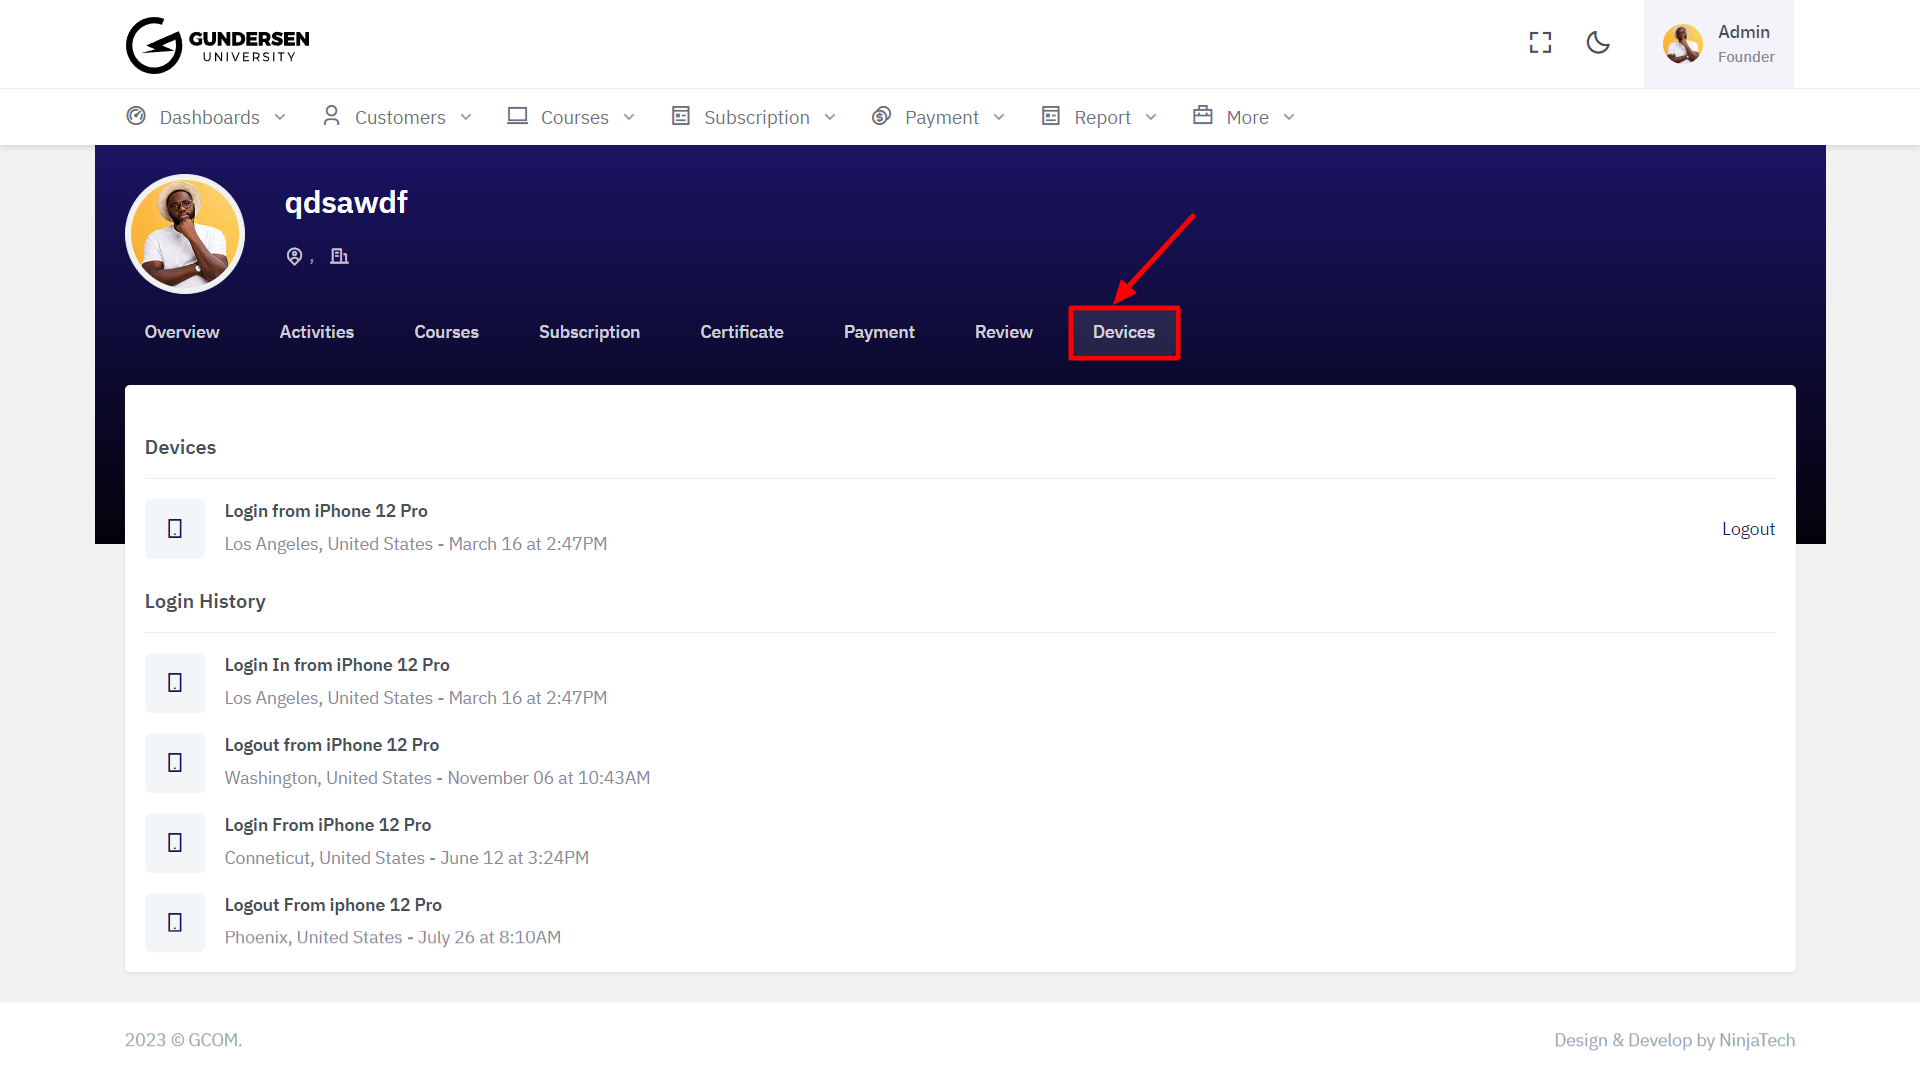 GUNDERSEN
UNIVERSITY
Admin
Founder
Dashboards Customers Courses Subscription Payment Report More
qdsawdf
,
Overview Activities Courses Subscription Certificate Payment Review Devices
Devices
Login from iPhone 12 Pro
Los Angeles, United States - March 16 at 2:47PM
Logout
Login History
Login In from iPhone 12 Pro
Los Angeles, United States - March 16 at 2:47PM
Logout from iPhone 12 Pro
Washington, United States - November 06 at 10:43AM
Login From iPhone 12 Pro
Conneticut, United States - June 12 at 3:24PM
Logout From iphone 12 Pro
Phoenix, United States - July 26 at 8:10AM
2023 © GCOM.
Design & Develop by NinjaTech